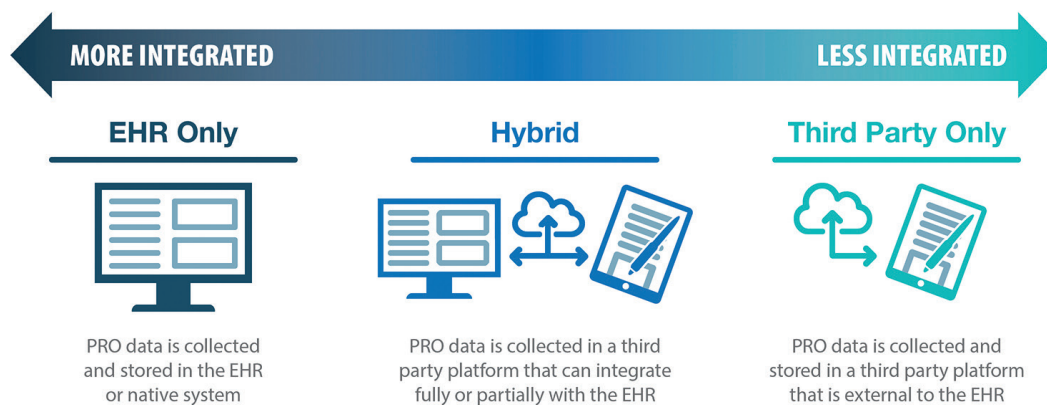 MORE INTEGRATED
LESS INTEGRATED
EHR Only
PRO data is collected
and stored in the EHR
or native system
Hybrid
PRO data is collected in a third
party platform that can integrate
fully or partially with the EHR
Third Party Only
PRO data is collected and
stored in a third party platform
that is external to the EHR